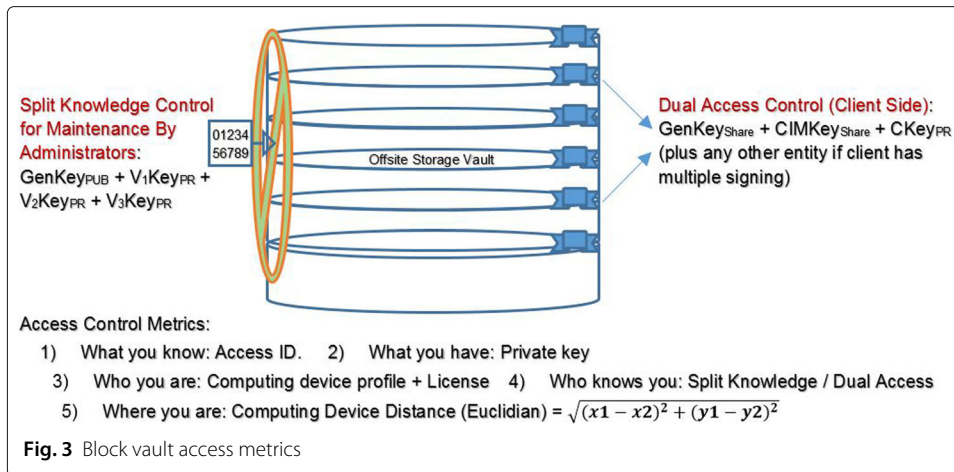 Split Knowledge Control
for Maintenance By
Administrators:
GenKeyPUB + V1KeyPR +
V2KeyPR + V3KeyPR
01234
56789
Offsite Storage Vault
Dual Access Control (Client Side):
GenKeyShare + CIMKeyShare + CKeyPR
(plus any other entity if client has
multiple signing)
Access Control Metrics:
1) What you know: Access ID. 2) What you have: Private key
3) Who you are: Computing device profile + License 4) Who knows you: Split Knowledge / Dual Access
5) Where you are: Computing Device Distance (Euclidian) = √(x1 − x2)² + (y1 − y2)²
Fig. 3 Block vault access metrics